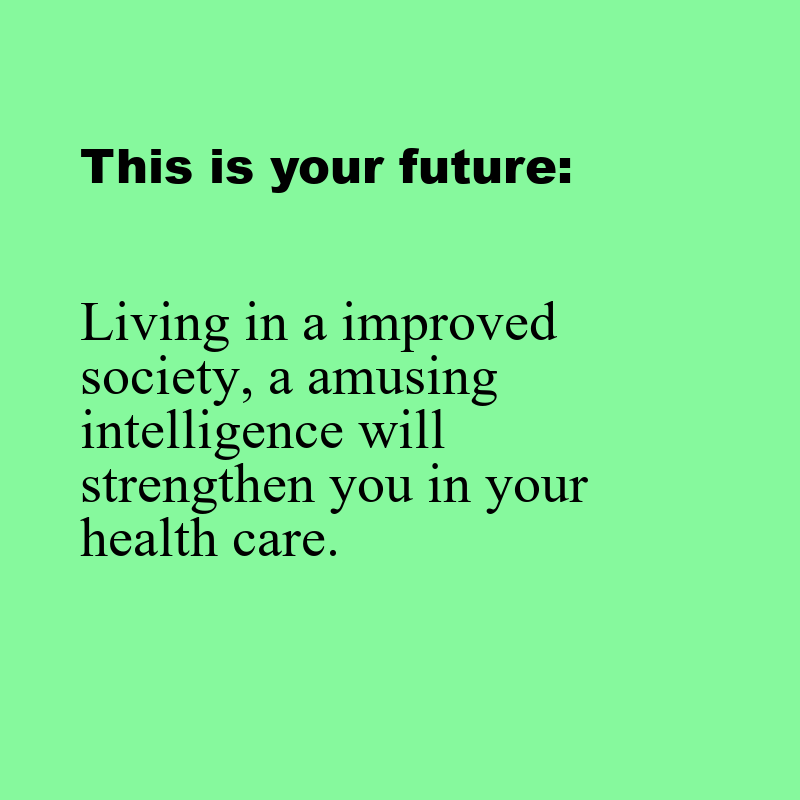 This is your future:
Living in a improved
society, a amusing
intelligence will
strengthen you in your
health care.